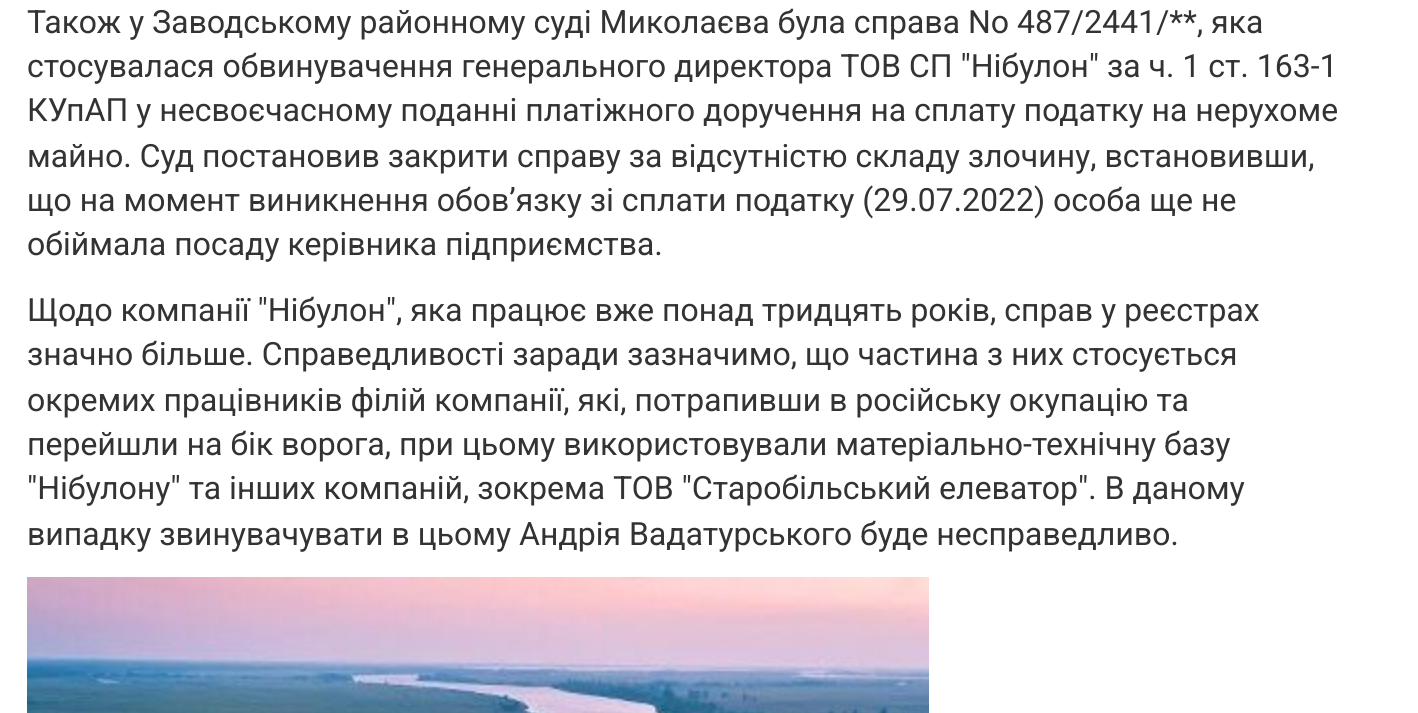 Також у Заводському районному суді Миколаєва була справа No 487/2441/**, яка
стосувалася обвинувачення генерального директора ТОВ СП "Нібулон" за ч. 1 ст. 163-1
КУпАП у несвоєчасному поданні платіжного доручення на сплату податку на нерухоме
майно. Суд постановив закрити справу за відсутністю складу злочину, встановивши,
що на момент виникнення обов’язку зі сплати податку (29.07.2022) особа ще не
обіймала посаду керівника підприємства.
Щодо компанії "Нібулон", яка працює вже понад тридцять років, справ у реєстрах
значно більше. Справедливості заради зазначимо, що частина з них стосується
окремих працівників філій компанії, які, потрапивши в російську окупацію та
перейшли на бік ворога, при цьому використовували матеріально-технічну базу
"Нібулону" та інших компаній, зокрема ТОВ "Старобільський елеватор". В даному
випадку звинувачувати в цьому Андрія Вадатурського буде несправедливо.